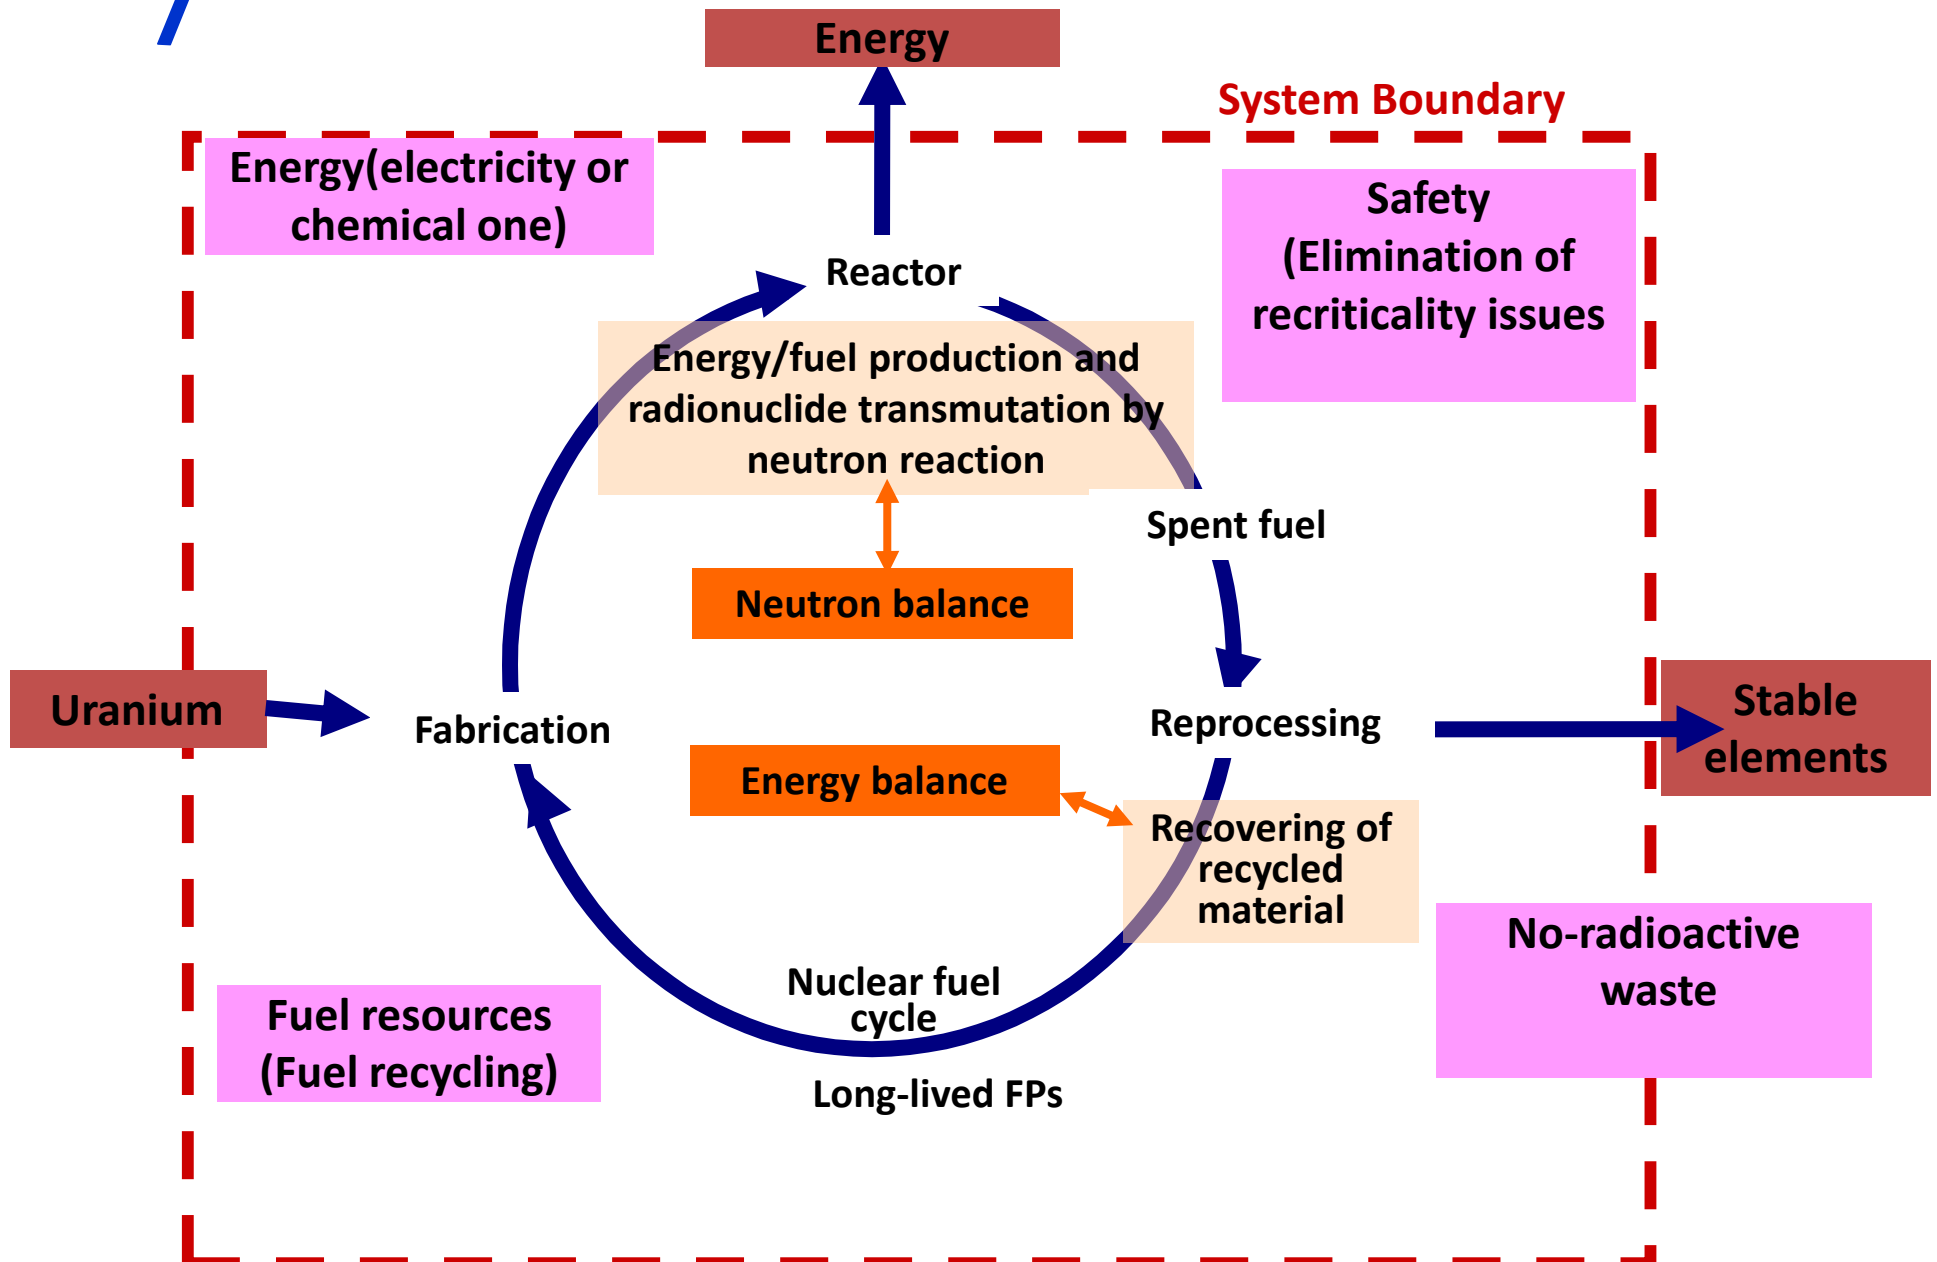 Energy
System Boundary
Energy(electricity or
chemical one)
Safety
(Elimination of
recriticality issues
Reactor
Energy/fuel production and
radionuclide transmutation by
neutron reaction
Spent fuel
Neutron balance
Uranium
Fabrication
Reprocessing
Stable
elements
Energy balance
Recovering of
recycled
material
No-radioactive
waste
Nuclear fuel
cycle
Fuel resources
(Fuel recycling)
Long-lived FPs